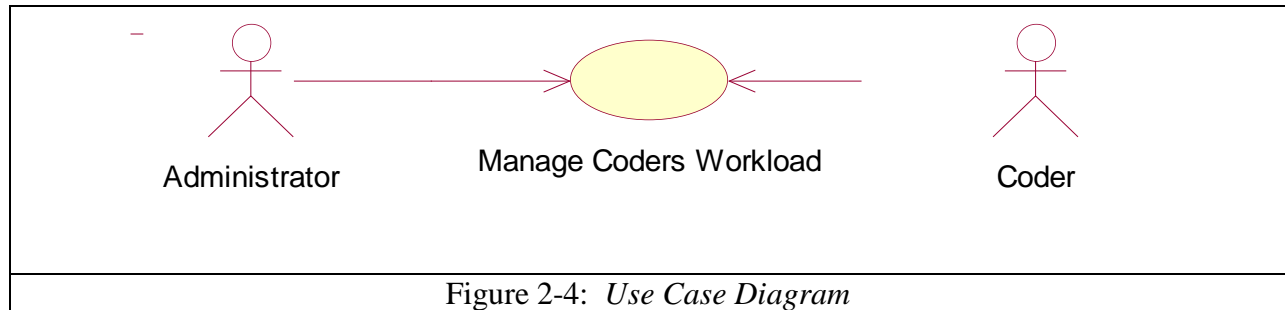 Administrator
Manage Coders Workload
Coder
Figure 2-4: Use Case Diagram